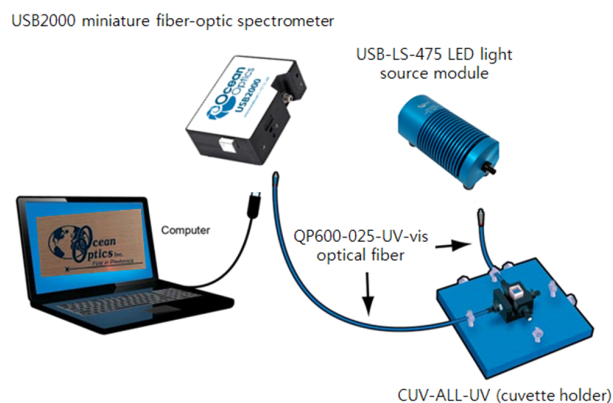 USB2000 miniature fiber-optic spectrometer
USB-LS-475 LED light
source module
Ocean
Optics
USB2000
Computer
QP600-025-UV-vis
optical fiber
Ocean
Optics Inc.
CUV-ALL-UV (cuvette holder)